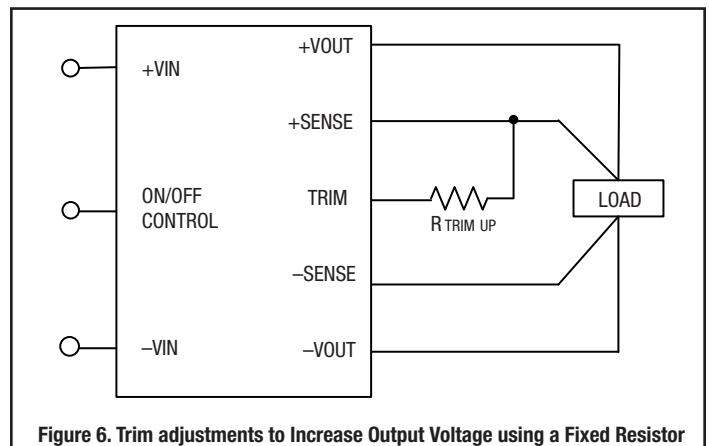 +VOUT
+VIN
+SENSE
ON/OFF
CONTROL
TRIM
R TRIM UP
LOAD
–SENSE
–VIN
–VOUT
Figure 6. Trim adjustments to Increase Output Voltage using a Fixed Resistor